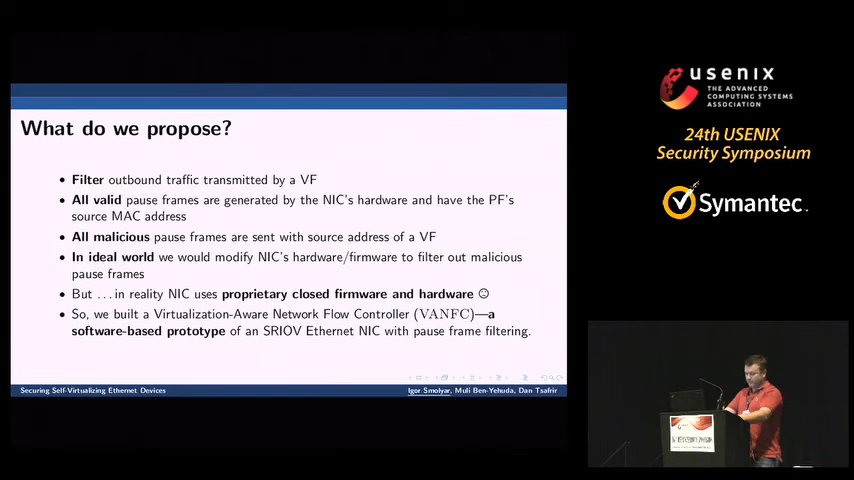 What do we propose?
• Filter outbound traffic transmitted by a VF
• All valid pause frames are generated by the NIC's hardware and have the PF's
source MAC address
• All malicious pause frames are sent with source address of a VF
• In ideal world we would modify NIC's hardware/firmware to filter out malicious
pause frames
• But ... in reality NIC uses proprietary closed firmware and hardware ☹
• So, we built a Virtualization-Aware Network Flow Controller (VANFC)—a
software-based prototype of an SRIOV Ethernet NIC with pause frame filtering.
Securing Self-Virtualizing Ethernet Devices
Igor Smolyar, Muli Ben-Yehuda, Dan Tsafrir
usenix
THE ADVANCED
COMPUTING SYSTEMS
ASSOCIATION
24th USENIX
Security Symposium
Symantec.